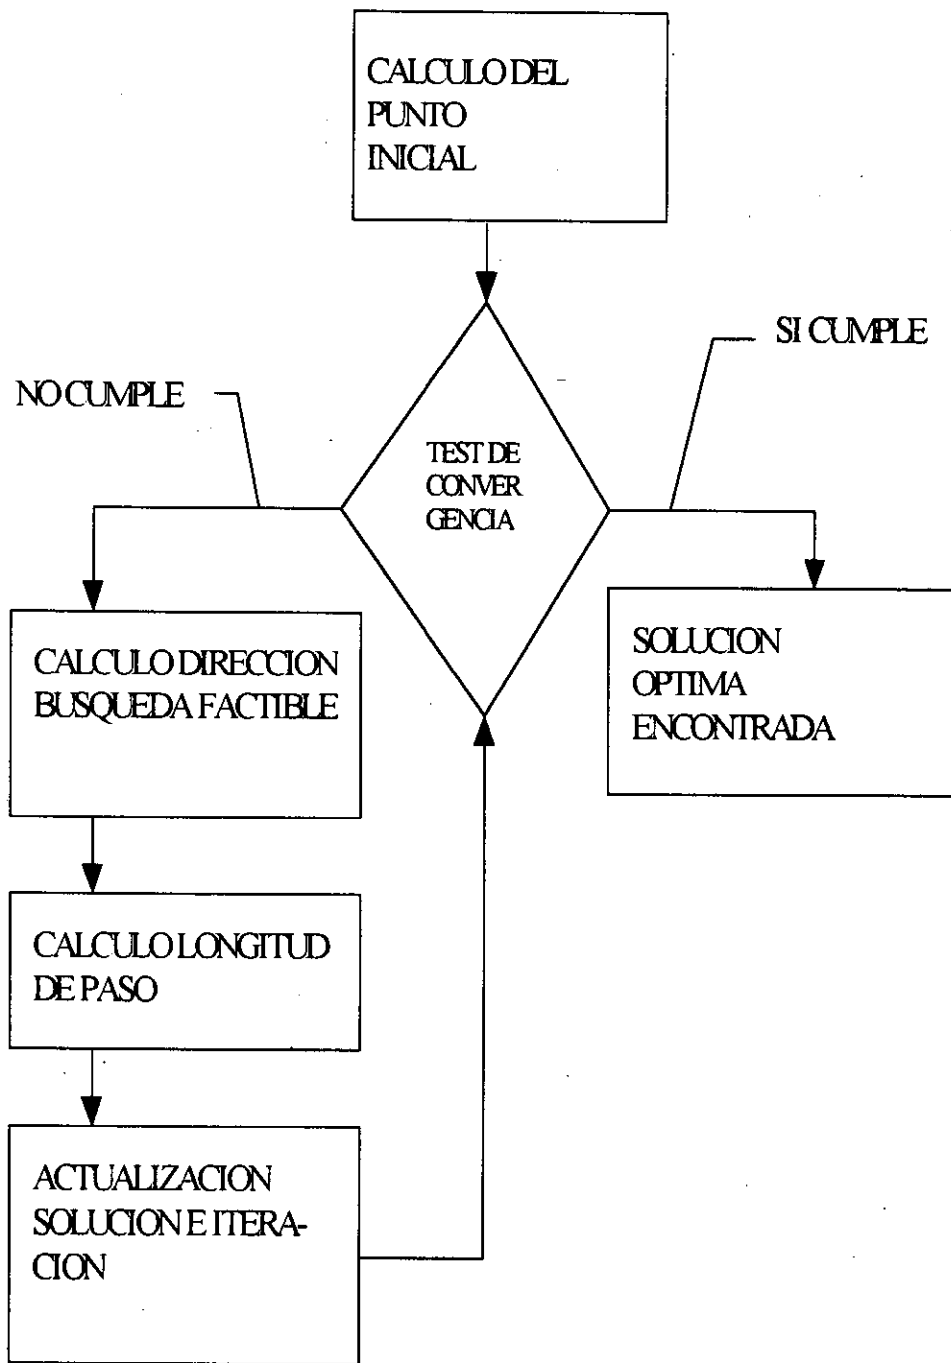 CALCULO DEL
PUNTO
INICIAL
SI CUMPLE
NO CUMPLE
TEST DE
CONVER
GENCIA
CALCULO DIRECCION
BUSQUEDA FACTIBLE
SOLUCION
OPTIMA
ENCONTRADA
CALCULO LONGITUD
DE PASO
ACTUALIZACION
SOLUCION E ITERA-
CION